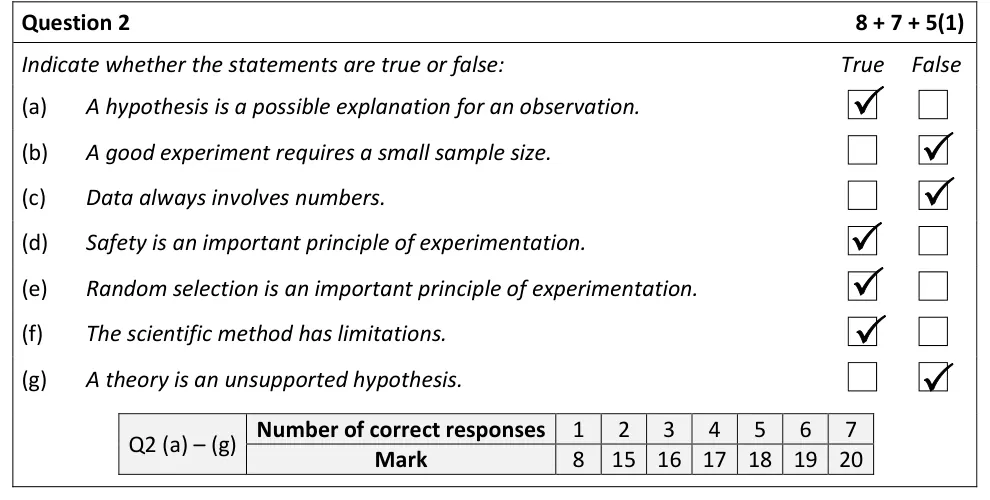 Question 2 8 + 7 + 5(1)
Indicate whether the statements are true or false: True False
(a) A hypothesis is a possible explanation for an observation.
(b) A good experiment requires a small sample size.
(c) Data always involves numbers.
(d) Safety is an important principle of experimentation.
(e) Random selection is an important principle of experimentation.
(f) The scientific method has limitations.
(g) A theory is an unsupported hypothesis.
Q2 (a) – (g) Number of correct responses 1 2 3 4 5 6 7
Mark 8 15 16 17 18 19 20